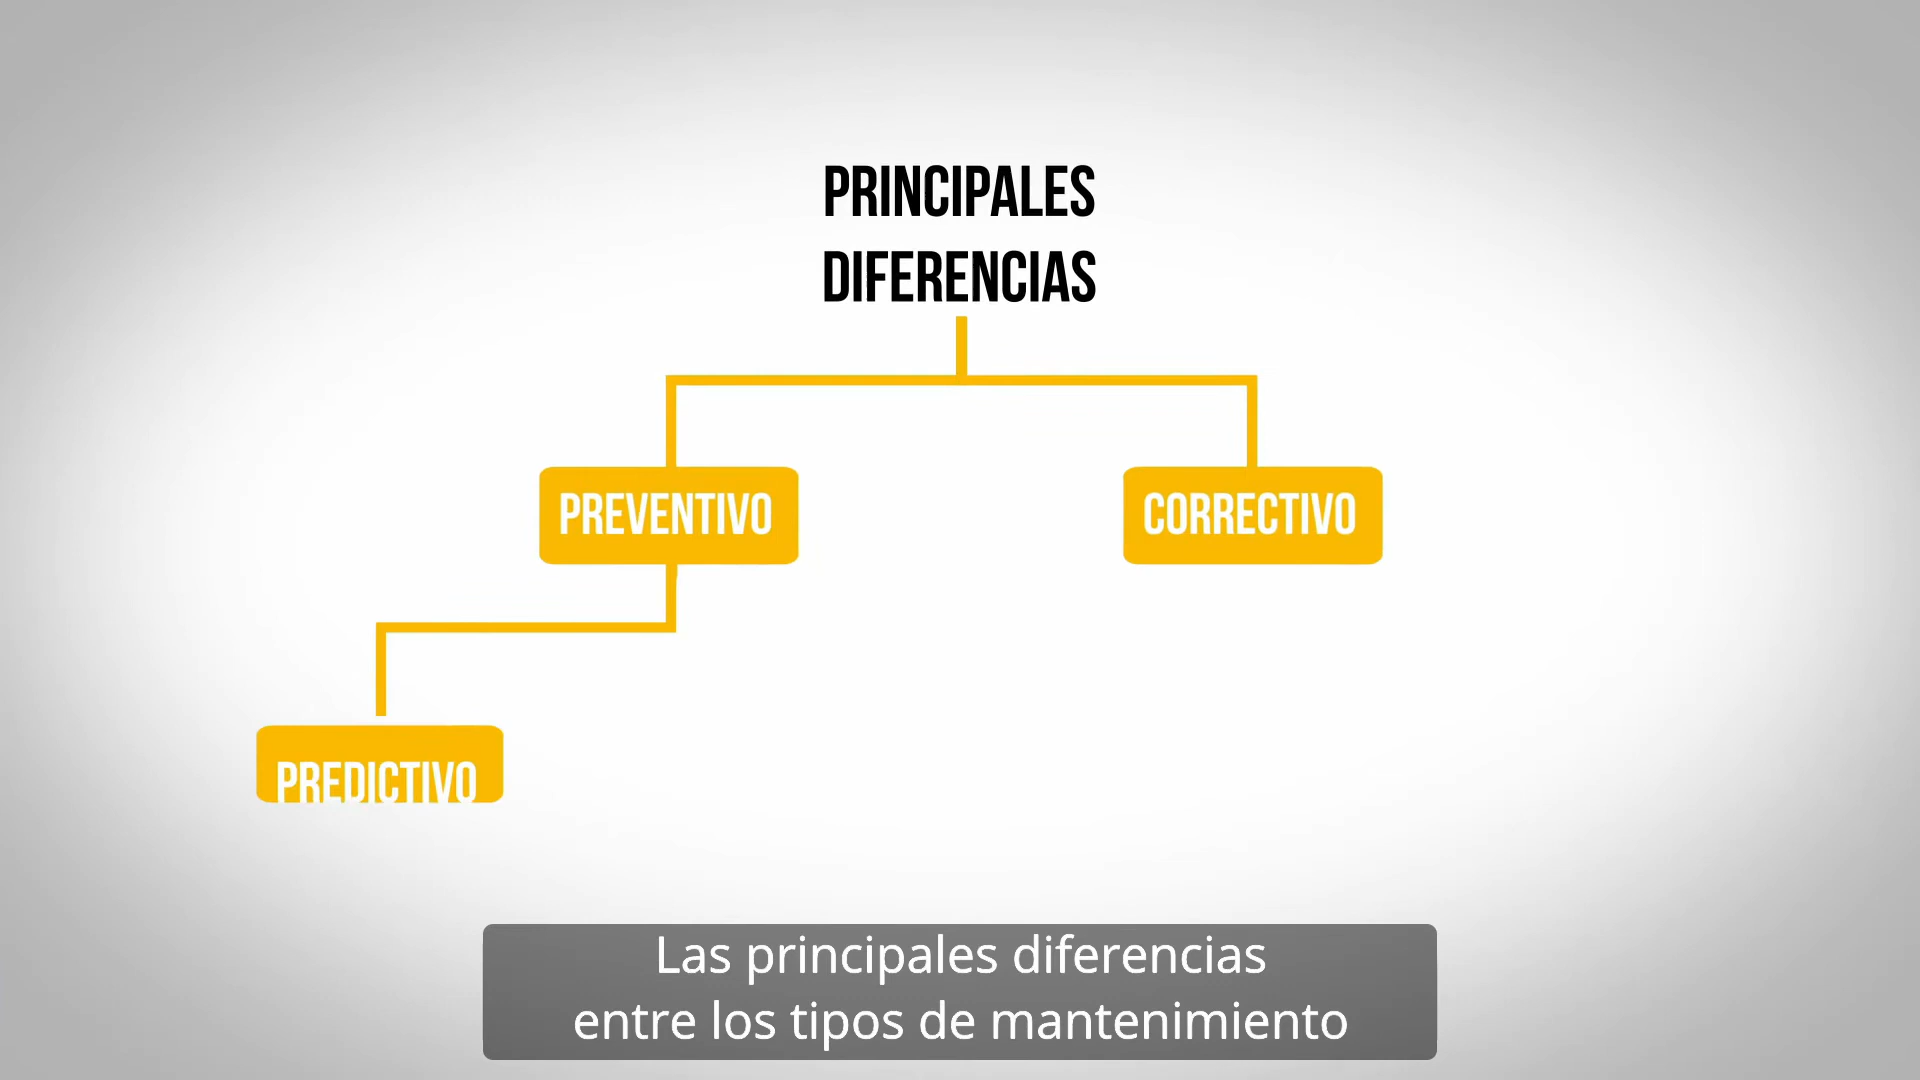 PRINCIPALES
DIFERENCIAS
PREVENTIVO
CORRECTIVO
PREDICTIVO
Las principales diferencias
entre los tipos de mantenimiento